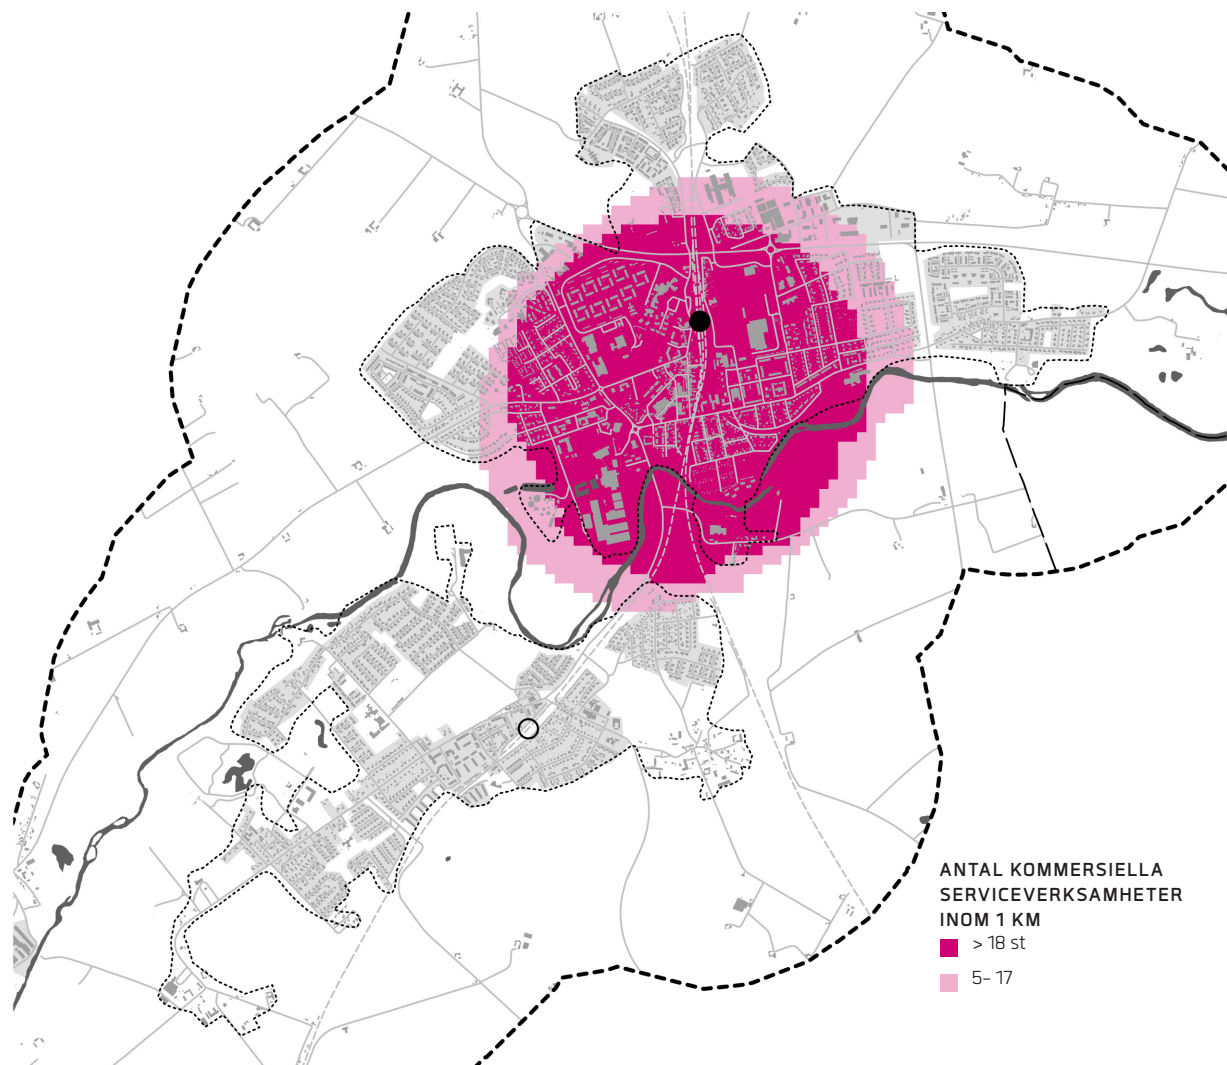 ANTAL KOMMERSIELLA
SERVICEVERKSAMHETER
INOM 1 KM
> 18 st
5- 17